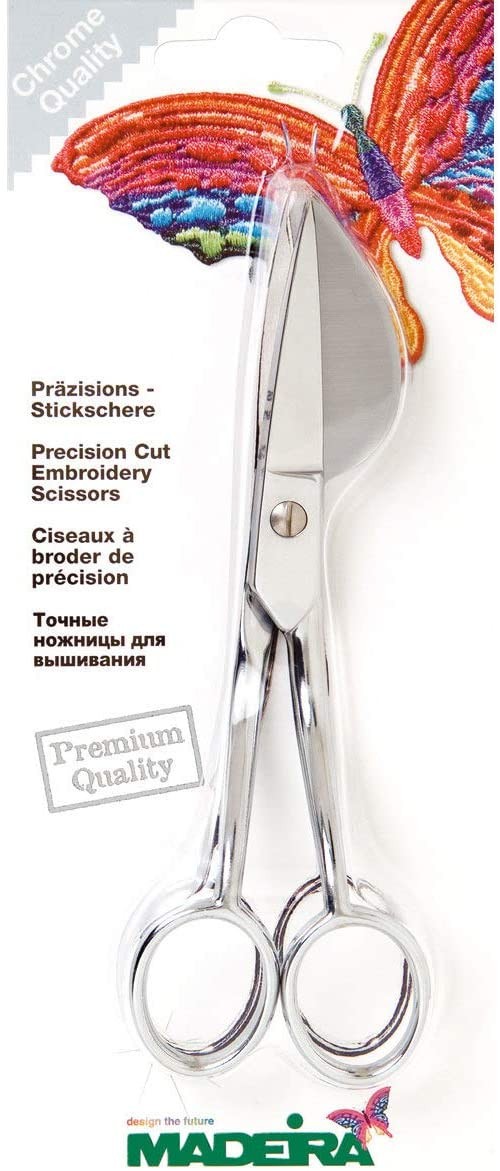 Chrome
Quality
Präzisions -
Stickschere
Precision Cut
Embroidery
Scissors
Ciseaux à
broder de
précision
Точные
ножницы для
вышивания
Premium
Quality
design the future
MADEIRA